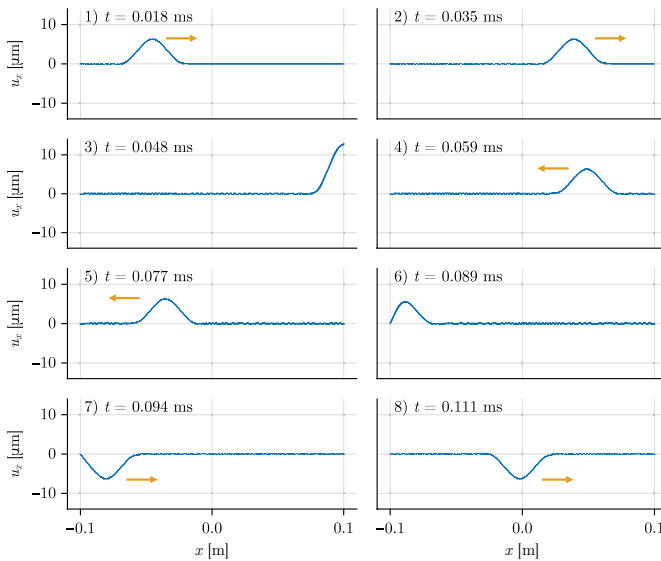 1) t = 0.018 ms
2) t = 0.035 ms
10
0
−10
u_x [µm]
3) t = 0.048 ms
4) t = 0.059 ms
10
0
−10
u_x [µm]
5) t = 0.077 ms
6) t = 0.089 ms
10
0
−10
u_x [µm]
7) t = 0.094 ms
8) t = 0.111 ms
10
0
−10
u_x [µm]
−0.1 0.0 0.1
−0.1 0.0 0.1
x [m]
x [m]